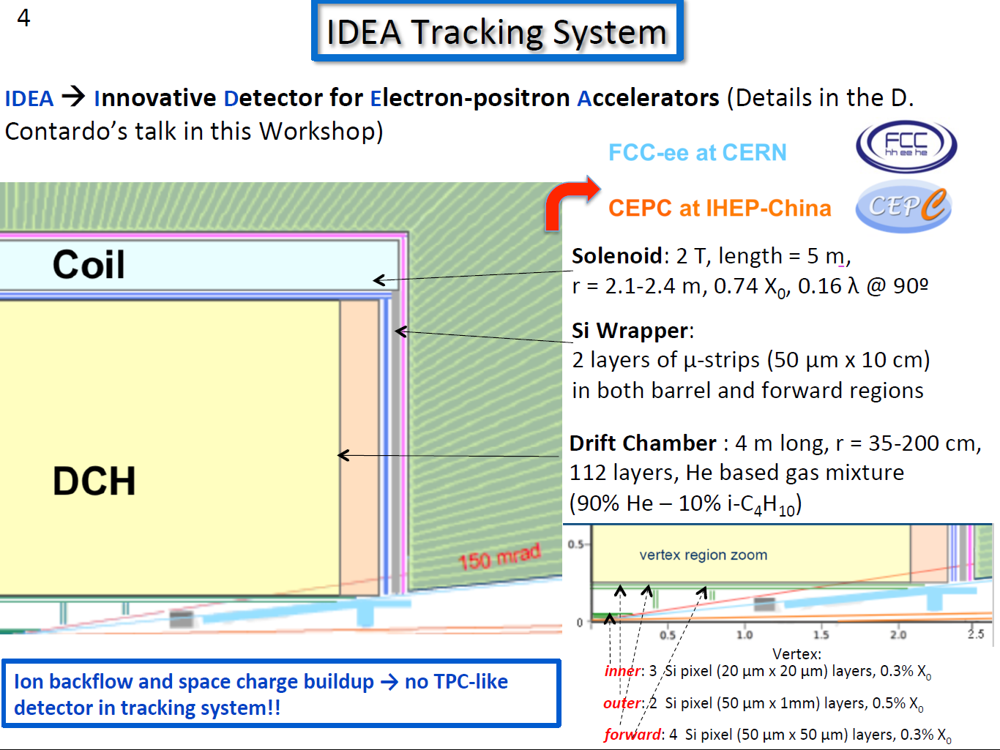 4
IDEA Tracking System
IDEA → Innovative Detector for Electron-positron Accelerators (Details in the D.
Contardo's talk in this Workshop)
FCC-ee at CERN
FCC
hh ee he
CEPC at IHEP-China
CEPC
Solenoid: 2 T, length = 5 m,
r = 2.1-2.4 m, 0.74 X0, 0.16 λ @ 90º
Si Wrapper:
2 layers of μ-strips (50 μm x 10 cm)
in both barrel and forward regions
Drift Chamber : 4 m long, r = 35-200 cm,
112 layers, He based gas mixture
(90% He – 10% i-C4H10)
Coil
DCH
150 mrad
0.5
vertex region zoom
0
0.5 1.0 1.5 2.0 2.5
Vertex:
inner: 3 Si pixel (20 μm x 20 μm) layers, 0.3% X0
outer: 2 Si pixel (50 μm x 1mm) layers, 0.5% X0
forward: 4 Si pixel (50 μm x 50 μm) layers, 0.3% X0
Ion backflow and space charge buildup → no TPC-like
detector in tracking system!!